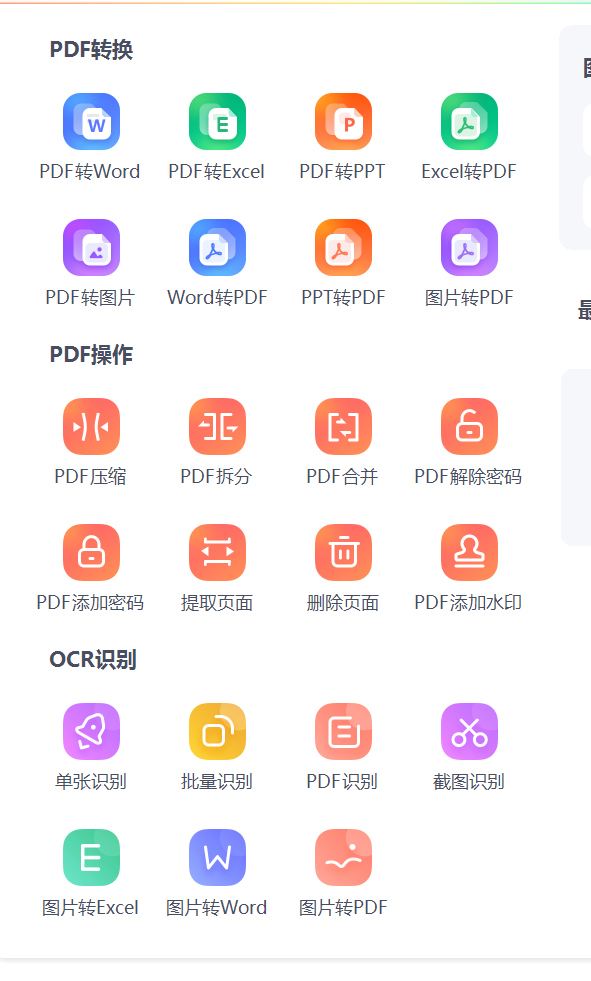 PDF转换
PDF转Word PDF转Excel PDF转PPT Excel转PDF
PDF转图片 Word转PDF PPT转PDF 图片转PDF
PDF操作
PDF压缩 PDF拆分 PDF合并 PDF解除密码
PDF添加密码 提取页面 删除页面 PDF添加水印
OCR识别
单张识别 批量识别 PDF识别 截图识别
图片转Excel 图片转Word 图片转PDF